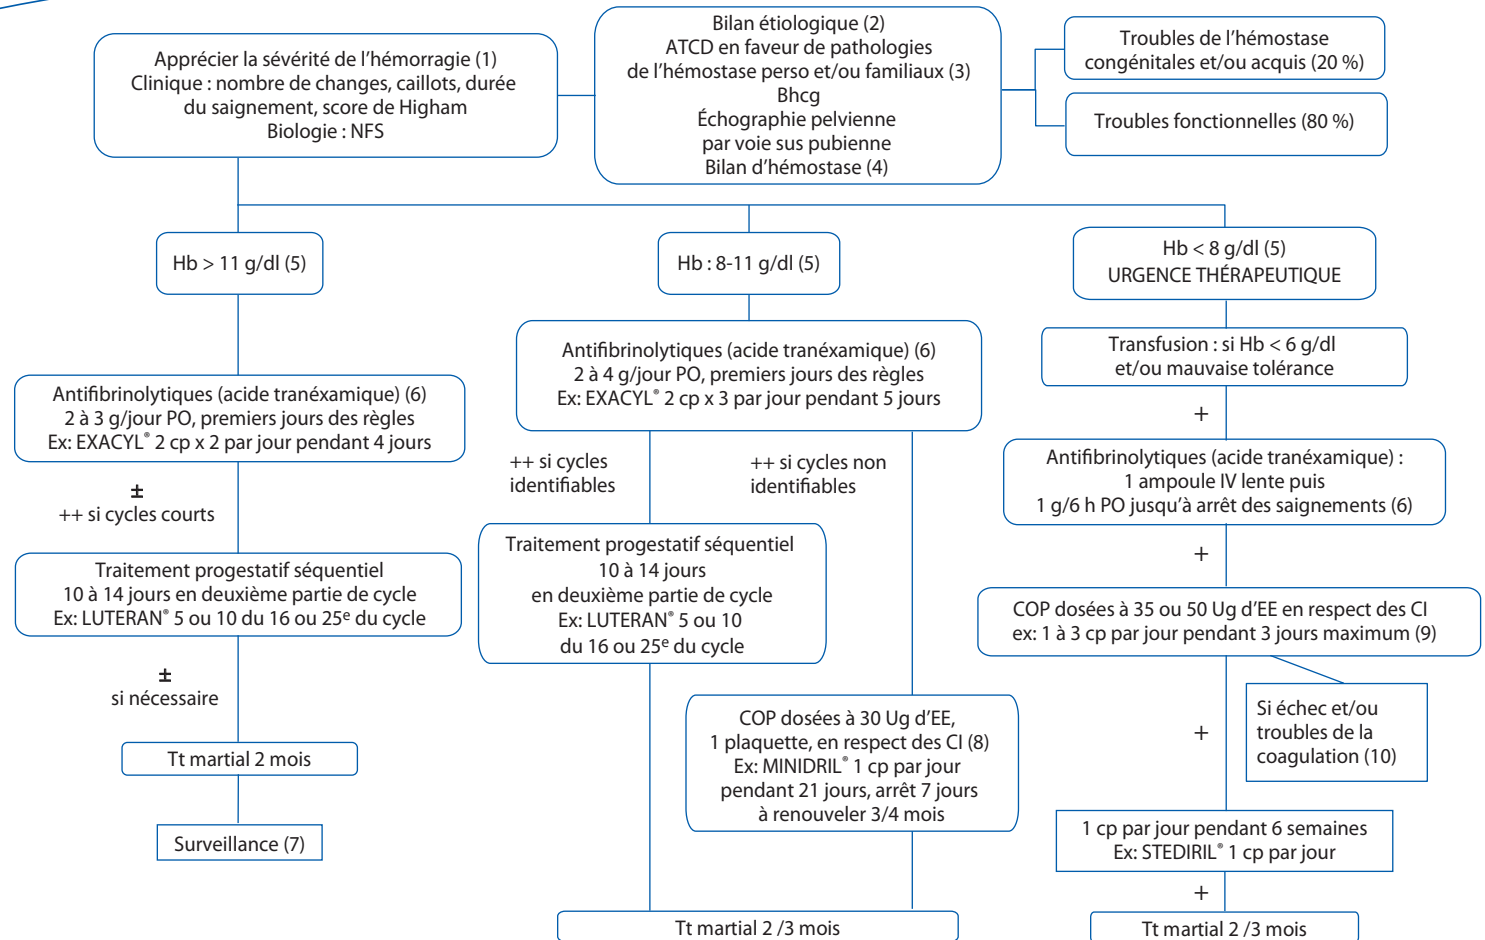 Apprécier la sévérité de l'hémorragie (1)
Clinique : nombre de changes, caillots, durée
du saignement, score de Higham
Biologie : NFS
Bilan étiologique (2)
ATCD en faveur de pathologies
de l'hémostase perso et/ou familiaux (3)
Bhcg
Échographie pelvienne
par voie sus pubienne
Bilan d'hémostase (4)
Troubles de l'hémostase
congénitales et/ou acquis (20 %)
Troubles fonctionnelles (80 %)
Hb > 11 g/dl (5)
Antifibrinolytiques (acide tranéxamique) (6)
2 à 3 g/jour PO, premiers jours des règles
Ex: EXACYL® 2 cp x 2 par jour pendant 4 jours
±
++ si cycles courts
Traitement progestatif séquentiel
10 à 14 jours en deuxième partie de cycle
Ex: LUTERAN® 5 ou 10 du 16 ou 25e du cycle
±
si nécessaire
Tt martial 2 mois
Surveillance (7)
Hb : 8-11 g/dl (5)
Antifibrinolytiques (acide tranéxamique) (6)
2 à 4 g/jour PO, premiers jours des règles
Ex: EXACYL® 2 cp x 3 par jour pendant 5 jours
++ si cycles
identifiables
Traitement progestatif séquentiel
10 à 14 jours
en deuxième partie de cycle
Ex: LUTERAN® 5 ou 10
du 16 ou 25e du cycle
++ si cycles non
identifiables
COP dosées à 30 Ug d'EE,
1 plaquette, en respect des CI (8)
Ex: MINIDRIL® 1 cp par jour
pendant 21 jours, arrêt 7 jours
à renouveler 3/4 mois
Tt martial 2 /3 mois
Hb < 8 g/dl (5)
URGENCE THÉRAPEUTIQUE
Transfusion : si Hb < 6 g/dl
et/ou mauvaise tolérance
+
Antifibrinolytiques (acide tranéxamique) :
1 ampoule IV lente puis
1 g/6 h PO jusqu'à arrêt des saignements (6)
+
COP dosées à 35 ou 50 Ug d'EE en respect des CI
ex: 1 à 3 cp par jour pendant 3 jours maximum (9)
Si échec et/ou
troubles de la
coagulation (10)
+
1 cp par jour pendant 6 semaines
Ex: STEDIRIL® 1 cp par jour
+
Tt martial 2 /3 mois